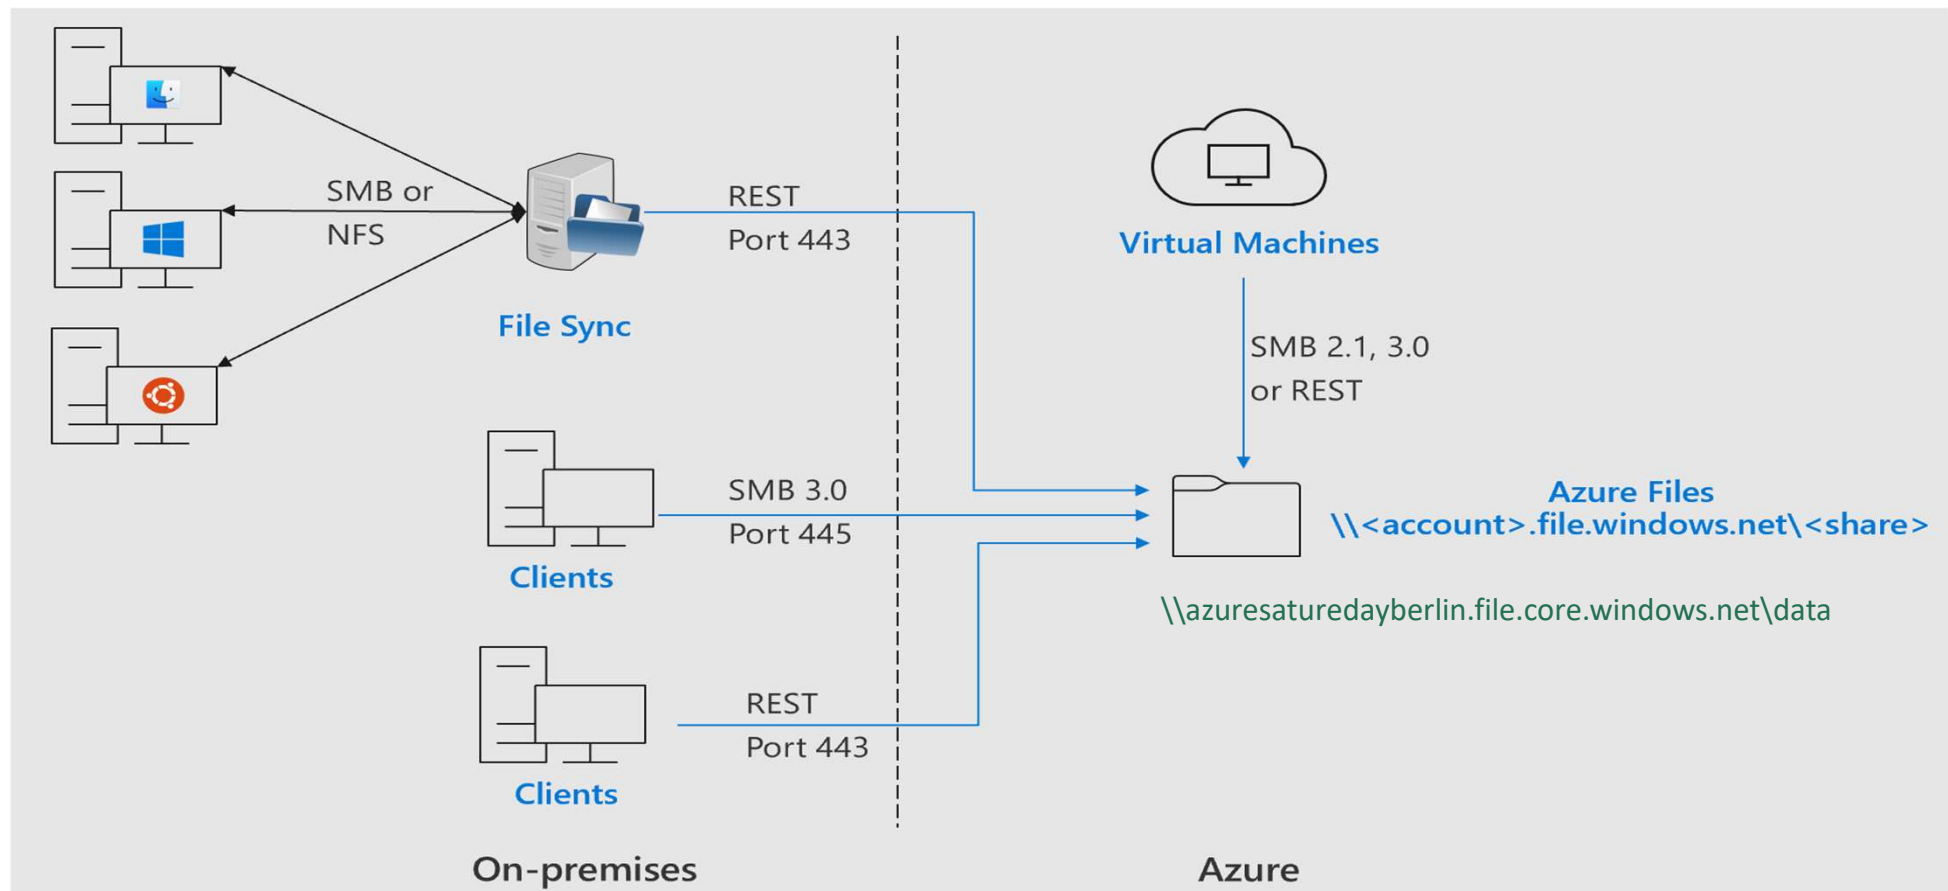 SMB or
NFS
REST
Port 443
File Sync
Virtual Machines
SMB 2.1, 3.0
or REST
SMB 3.0
Port 445
Clients
Azure Files
\\<account>.file.windows.net\<share>
\\azuresaturedayberlin.file.core.windows.net\data
REST
Port 443
Clients
On-premises
Azure